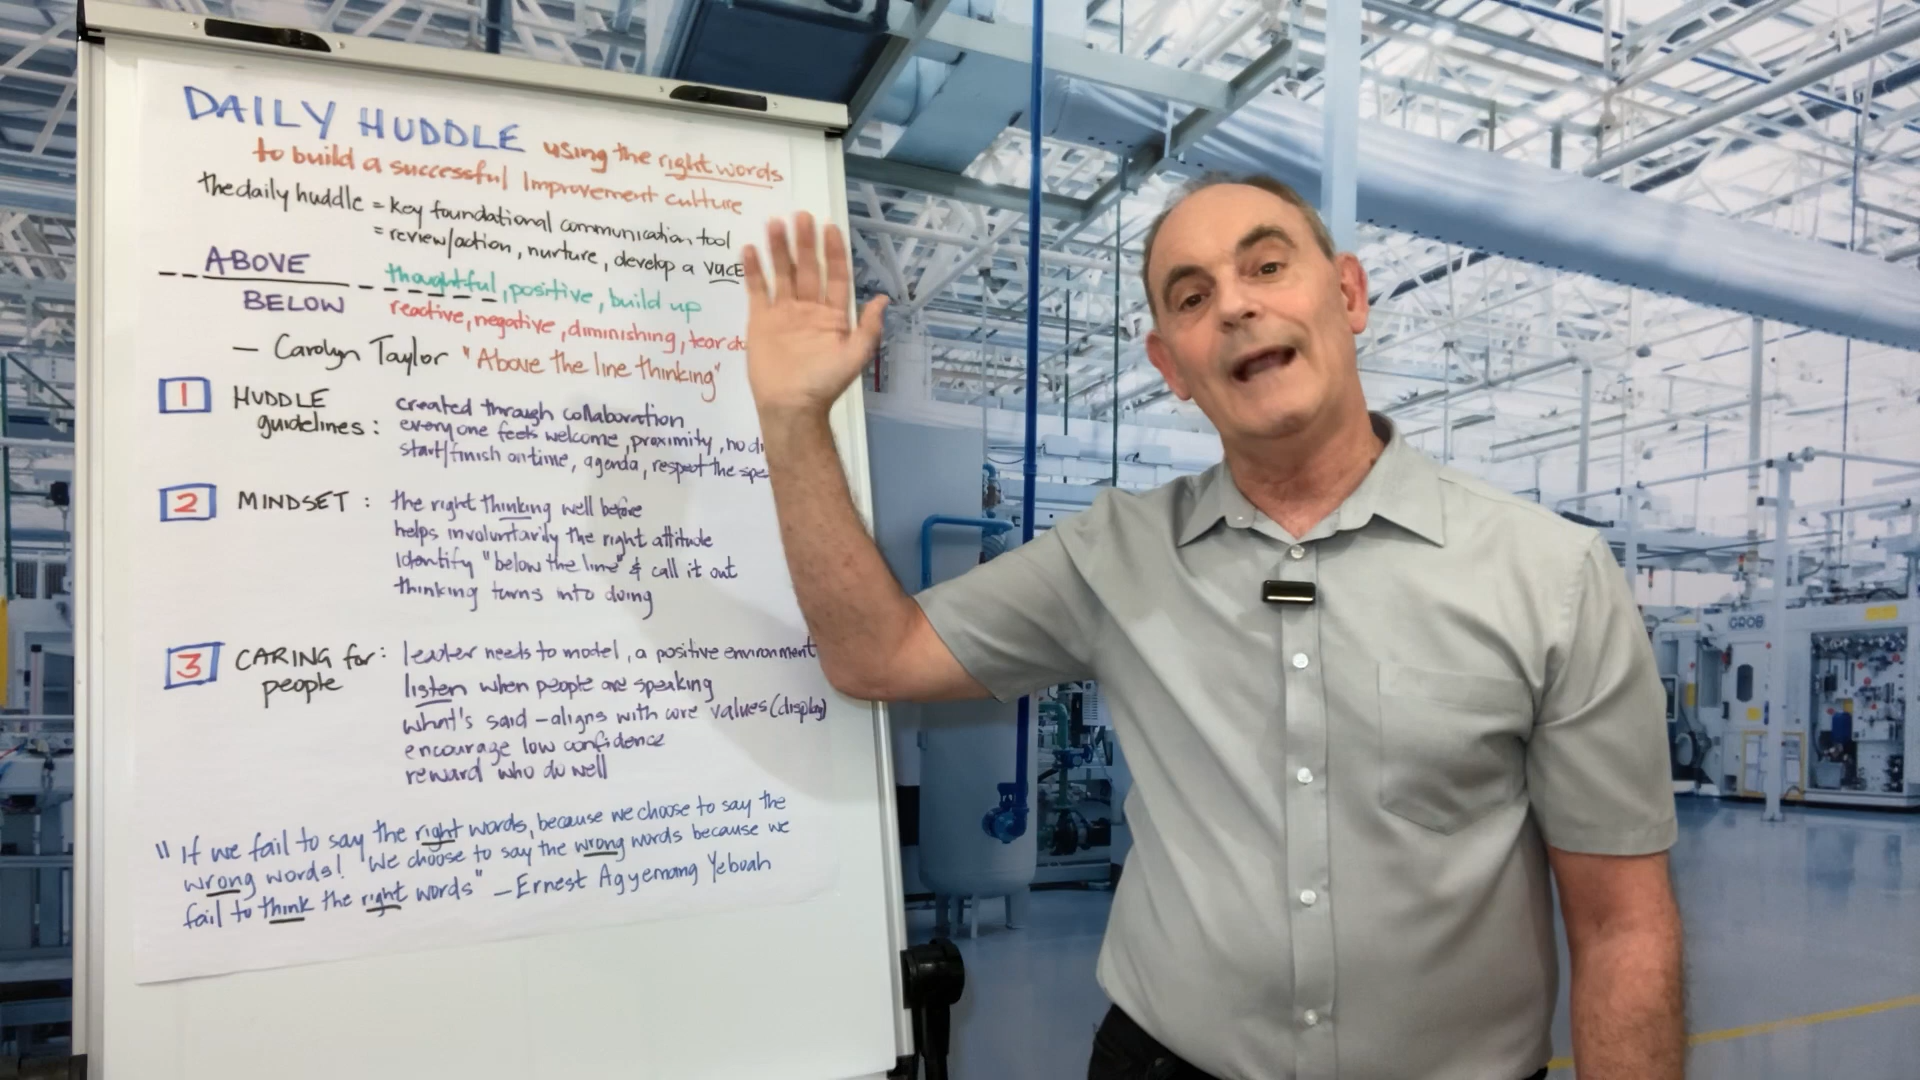 DAILY HUDDLE using the right words
to build a successful Improvement culture
the daily huddle = key foundational communication tool
= review/action, nurture, develop a
ABOVE thoughtful, positive, build up
BELOW reactive, negative, diminishing, tear
— Carolyn Taylor "Above the line thinking"
1 HUDDLE guidelines : created through collaboration
everyone feels welcome, proximity, no
start/finish on time, agenda, respect the
2 MINDSET : the right thinking well before
helps involuntarily the right attitude
Identify "below the line" & call it out
thinking turns into doing
3 CARING for : people leader needs to model, a positive environment
listen when people are speaking
what's said - aligns with core values (display)
encourage low confidence
reward who do well
"If we fail to say the right words, because we choose to say the
wrong words! We choose to say the wrong words because we
fail to think the right words" — Ernest Agyemang Yeboah
GROB